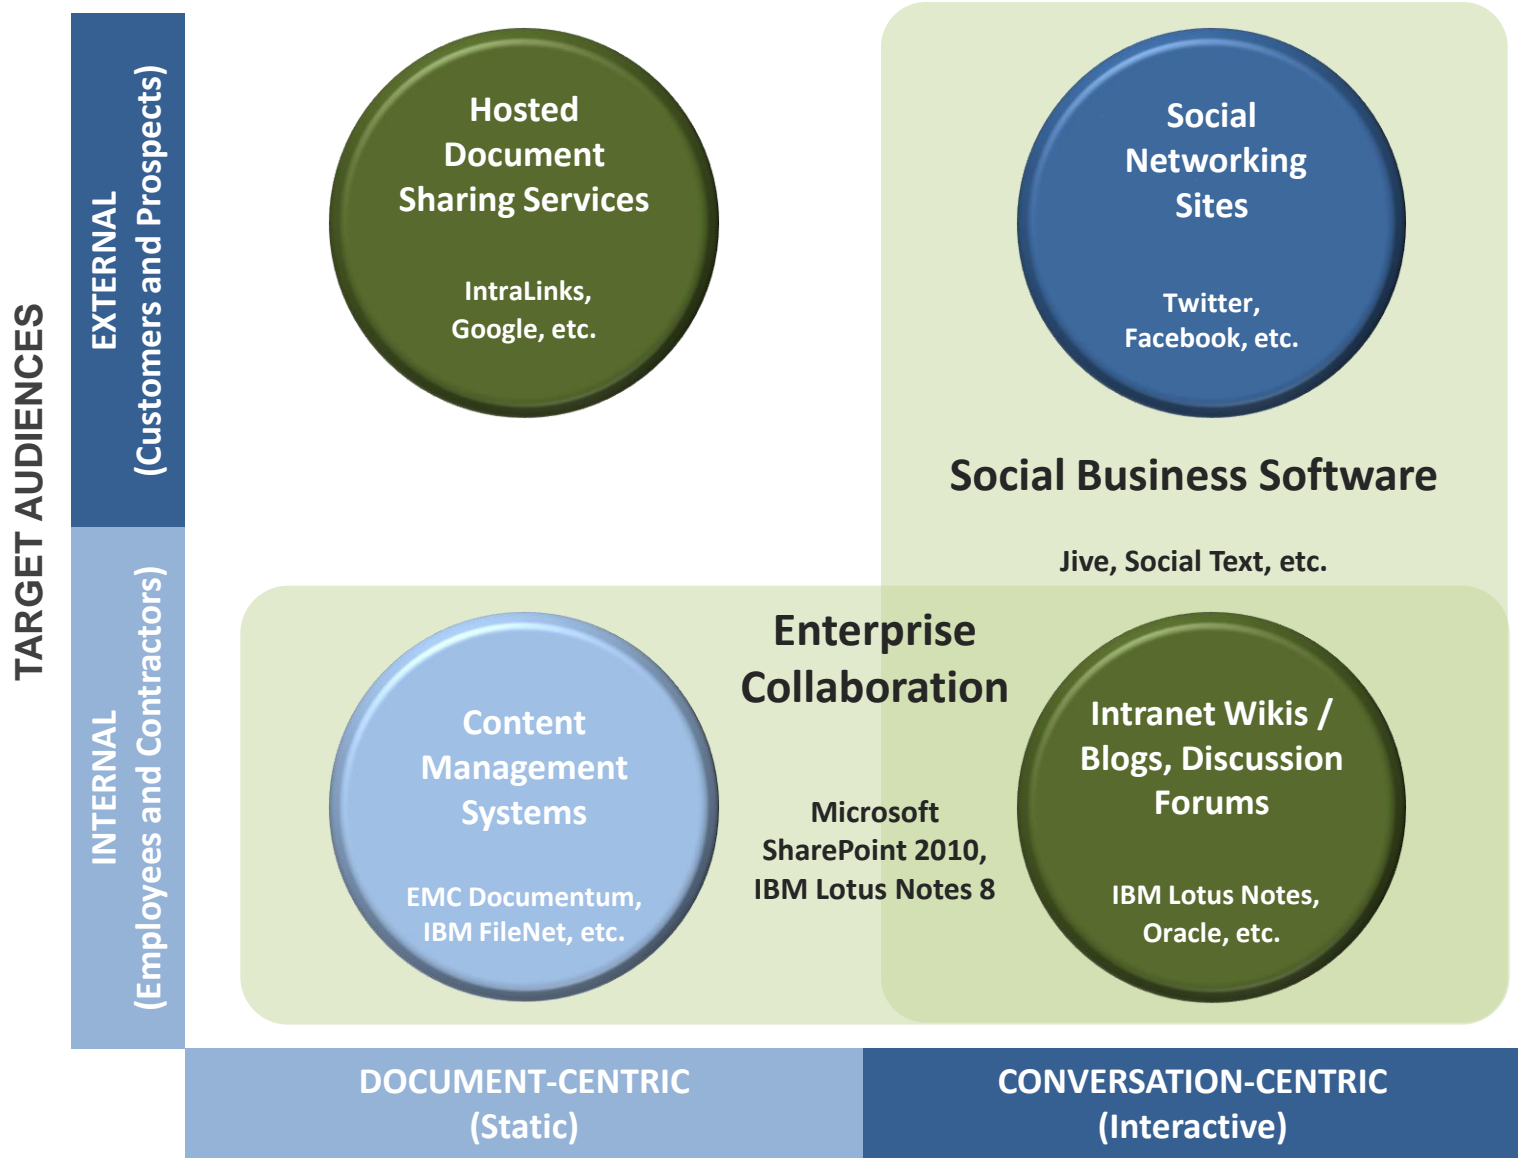 TARGET AUDIENCES
EXTERNAL
(Customers and Prospects)
INTERNAL
(Employees and Contractors)
Hosted
Document
Sharing Services
IntraLinks,
Google, etc.
Social
Networking
Sites
Twitter,
Facebook, etc.
Social Business Software
Jive, Social Text, etc.
Enterprise
Collaboration
Microsoft
SharePoint 2010,
IBM Lotus Notes 8
Content
Management
Systems
EMC Documentum,
IBM FileNet, etc.
Intranet Wikis /
Blogs, Discussion
Forums
IBM Lotus Notes,
Oracle, etc.
DOCUMENT-CENTRIC
(Static)
CONVERSATION-CENTRIC
(Interactive)